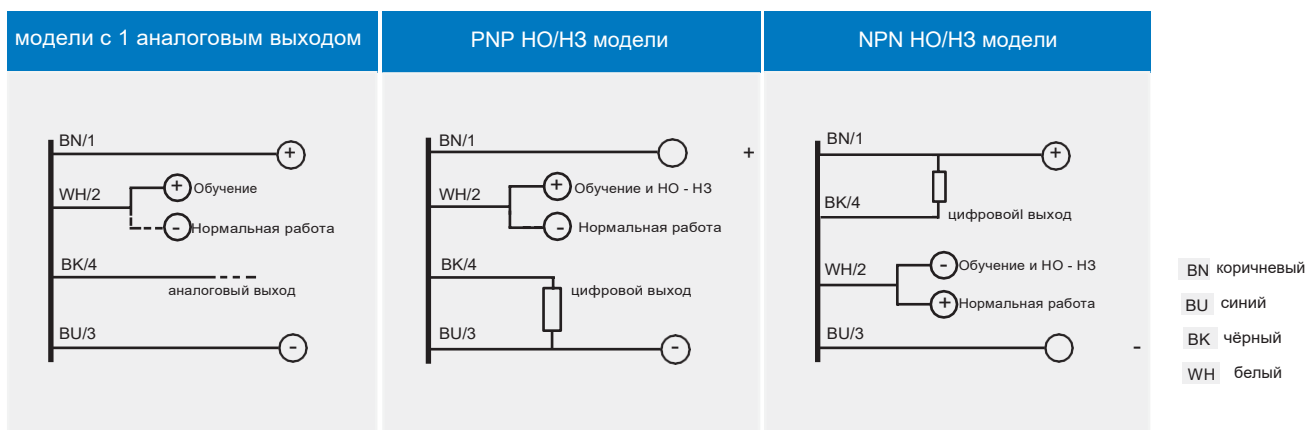 модели с 1 аналоговым выходом
BN/1
+
WH/2
+ Обучение
- Нормальная работа
BK/4
аналоговый выход
BU/3
-
PNP НО/НЗ модели
BN/1
+
WH/2
+ Обучение и НО - НЗ
- Нормальная работа
BK/4
цифровой выход
BU/3
-
NPN НО/НЗ модели
BN/1
+
BK/4
цифровойl выход
WH/2
- Обучение и НО - НЗ
+ Нормальная работа
BU/3
-
BN коричневый
BU синий
BK чёрный
WH белый